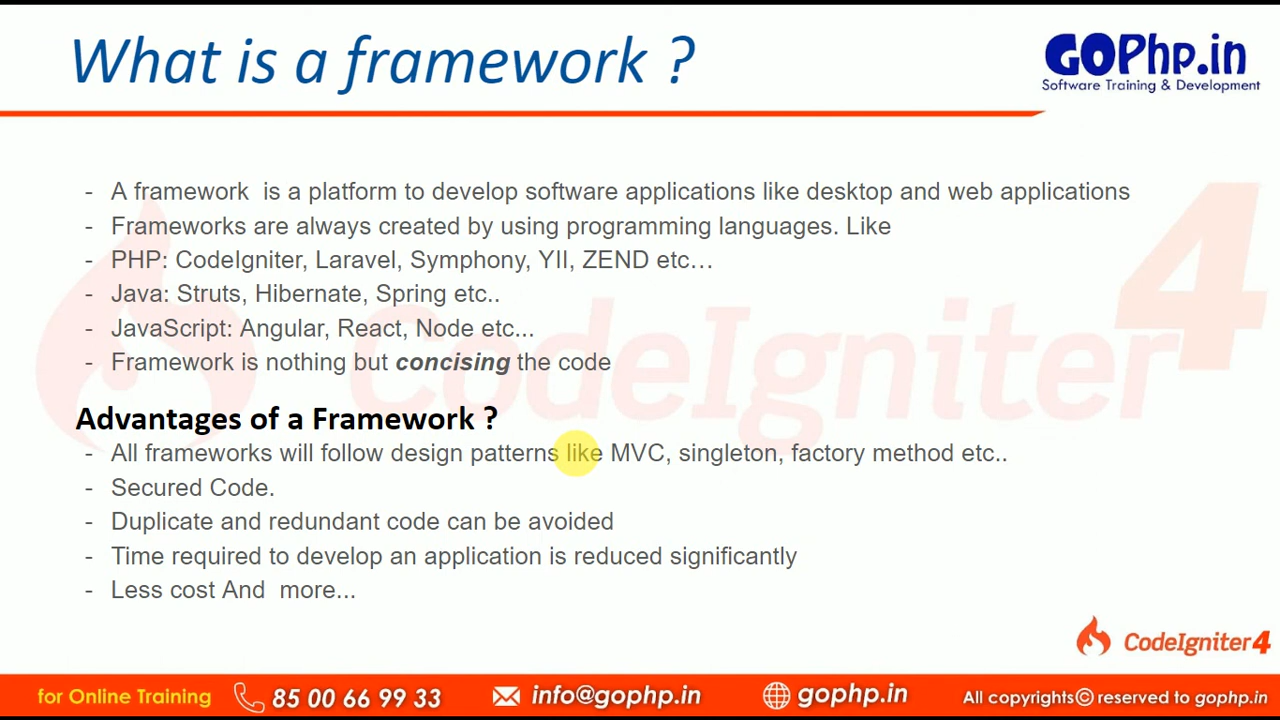 What is a framework ?
GOPhp.in
Software Training & Development
- A framework  is a platform to develop software applications like desktop and web applications
- Frameworks are always created by using programming languages. Like
- PHP: CodeIgniter, Laravel, Symphony, YII, ZEND etc…
- Java: Struts, Hibernate, Spring etc..
- JavaScript: Angular, React, Node etc...
- Framework is nothing but concising the code
CodeIgniter 4
Advantages of a Framework ?
- All frameworks will follow design patterns like MVC, singleton, factory method etc..
- Secured Code.
- Duplicate and redundant code can be avoided
- Time required to develop an application is reduced significantly
- Less cost And  more...
CodeIgniter 4
for Online Training 85 00 66 99 33 info@gophp.in gophp.in All copyrights© reserved to gophp.in